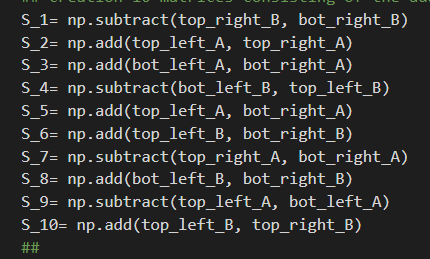 S_1= np.subtract(top_right_B, bot_right_B)
S_2= np.add(top_left_A, top_right_A)
S_3= np.add(bot_left_A, bot_right_A)
S_4= np.subtract(bot_left_B, top_left_B)
S_5= np.add(top_left_A, bot_right_A)
S_6= np.add(top_left_B, bot_right_B)
S_7= np.subtract(top_right_A, bot_right_A)
S_8= np.add(bot_left_B, bot_right_B)
S_9= np.subtract(top_left_A, bot_left_A)
S_10= np.add(top_left_B, top_right_B)
##